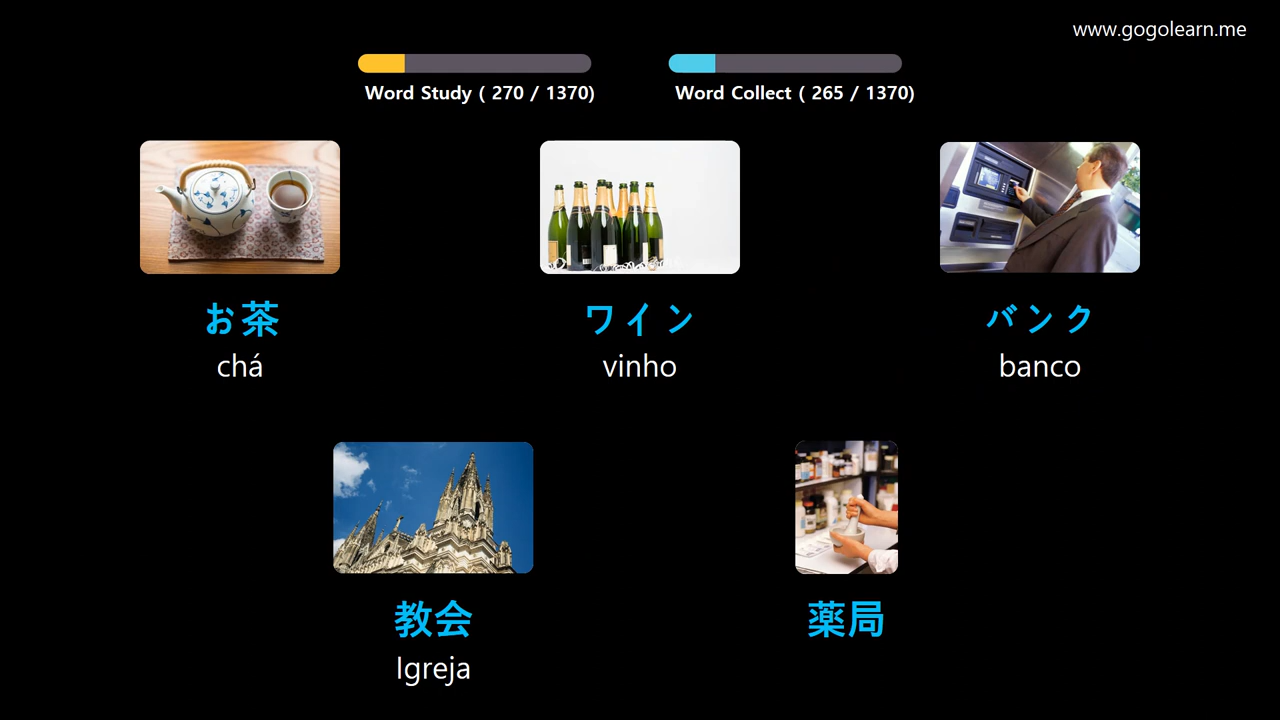 www.gogolearn.me
Word Study ( 270 / 1370)
Word Collect ( 265 / 1370)
お茶
chá
ワイン
vinho
バンク
banco
教会
Igreja
薬局